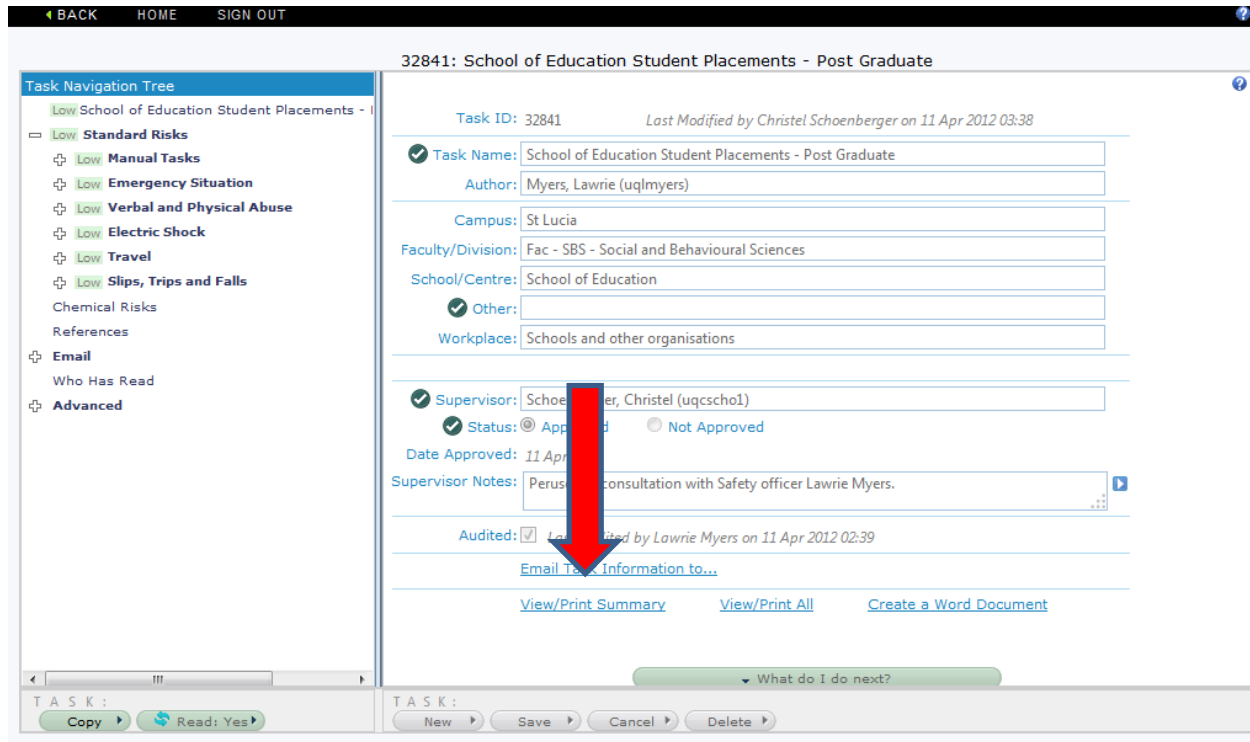 BACK HOME SIGN OUT
32841: School of Education Student Placements - Post Graduate
Task Navigation Tree
Low School of Education Student Placements -
Low Standard Risks
Low Manual Tasks
Low Emergency Situation
Low Verbal and Physical Abuse
Low Electric Shock
Low Travel
Low Slips, Trips and Falls
Chemical Risks
References
Email
Who Has Read
Advanced
TASK:
Copy Read: Yes
Task ID: 32841 Last Modified by Christel Schoenberger on 11 Apr 2012 03:38
Task Name: School of Education Student Placements - Post Graduate
Author: Myers, Lawrie (uqlmyers)
Campus: St Lucia
Faculty/Division: Fac - SBS - Social and Behavioural Sciences
School/Centre: School of Education
Other:
Workplace: Schools and other organisations
Supervisor: Christel (uqcscho1)
Status: Not Approved
Date Approved: 11 Apr
Supervisor Notes: consultation with Safety officer Lawrie Myers.
Audited: by Lawrie Myers on 11 Apr 2012 02:39
Email Task Information to...
View/Print Summary View/Print All Create a Word Document
What do I do next?
TASK:
New Save Cancel Delete